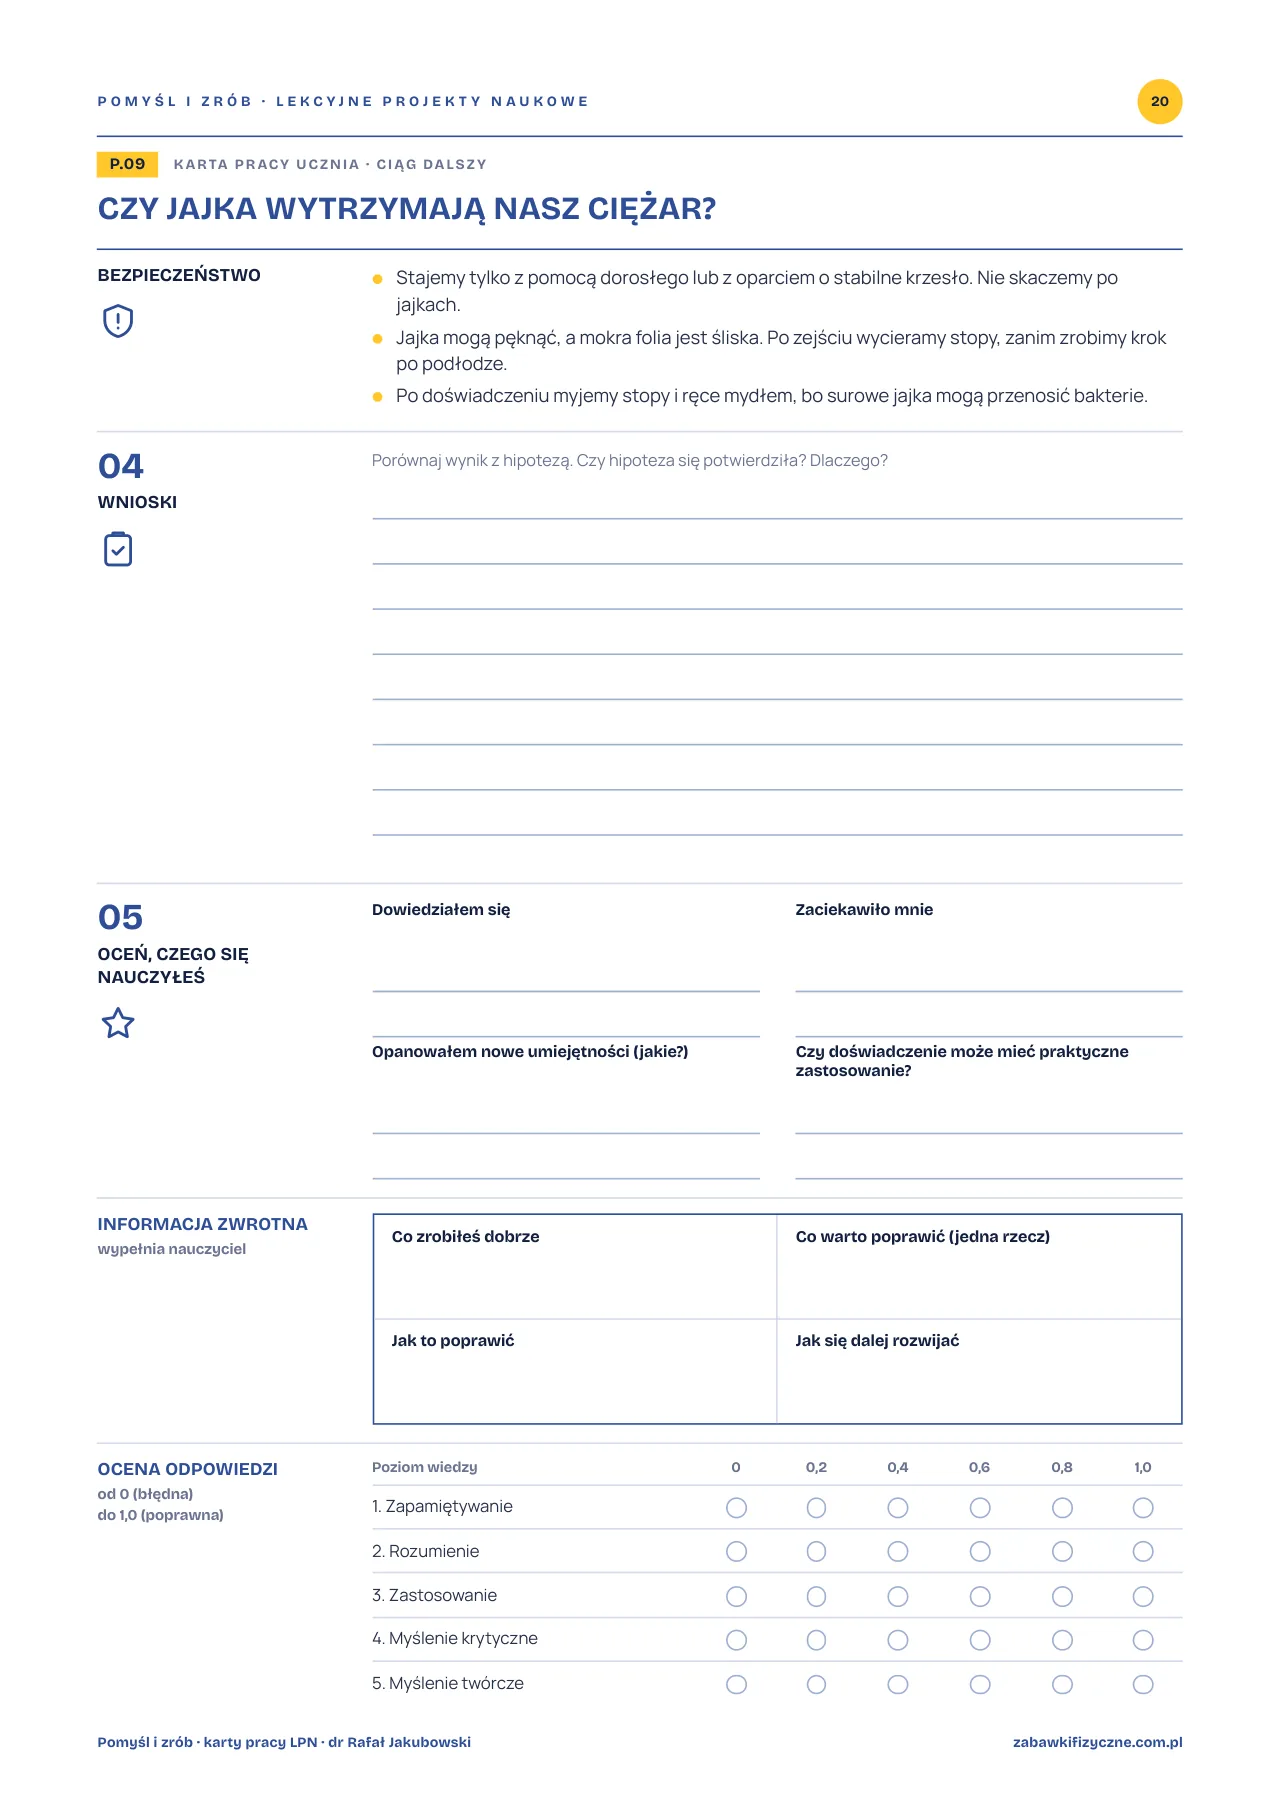 POMYŚL I ZRÓB · LEKCYJNE PROJEKTY NAUKOWE
20
P.09 KARTA PRACY UCZNIA · CIĄG DALSZY
CZY JAJKA WYTRZYMAJĄ NASZ CIĘŻAR?
BEZPIECZEŃSTWO
Stajemy tylko z pomocą dorosłego lub z oparciem o stabilne krzesło. Nie skaczemy po
jajkach.
Jajka mogą pęknąć, a mokra folia jest śliska. Po zejściu wycieramy stopy, zanim zrobimy krok
po podłodze.
Po doświadczeniu myjemy stopy i ręce mydłem, bo surowe jajka mogą przenosić bakterie.
04
WNIOSKI
Porównaj wynik z hipotezą. Czy hipoteza się potwierdziła? Dlaczego?
05
OCEŃ, CZEGO SIĘ
NAUCZYŁEŚ
Dowiedziałem się
Zaciekawiło mnie
Opanowałem nowe umiejętności (jakie?)
Czy doświadczenie może mieć praktyczne
zastosowanie?
INFORMACJA ZWROTNA
wypełnia nauczyciel
Co zrobiłeś dobrze
Co warto poprawić (jedna rzecz)
Jak to poprawić
Jak się dalej rozwijać
OCENA ODPOWIEDZI
od 0 (błędna)
do 1,0 (poprawna)
Poziom wiedzy 0 0,2 0,4 0,6 0,8 1,0
1. Zapamiętywanie
2. Rozumienie
3. Zastosowanie
4. Myślenie krytyczne
5. Myślenie twórcze
Pomyśl i zrób · karty pracy LPN · dr Rafał Jakubowski
zabawkifizyczne.com.pl